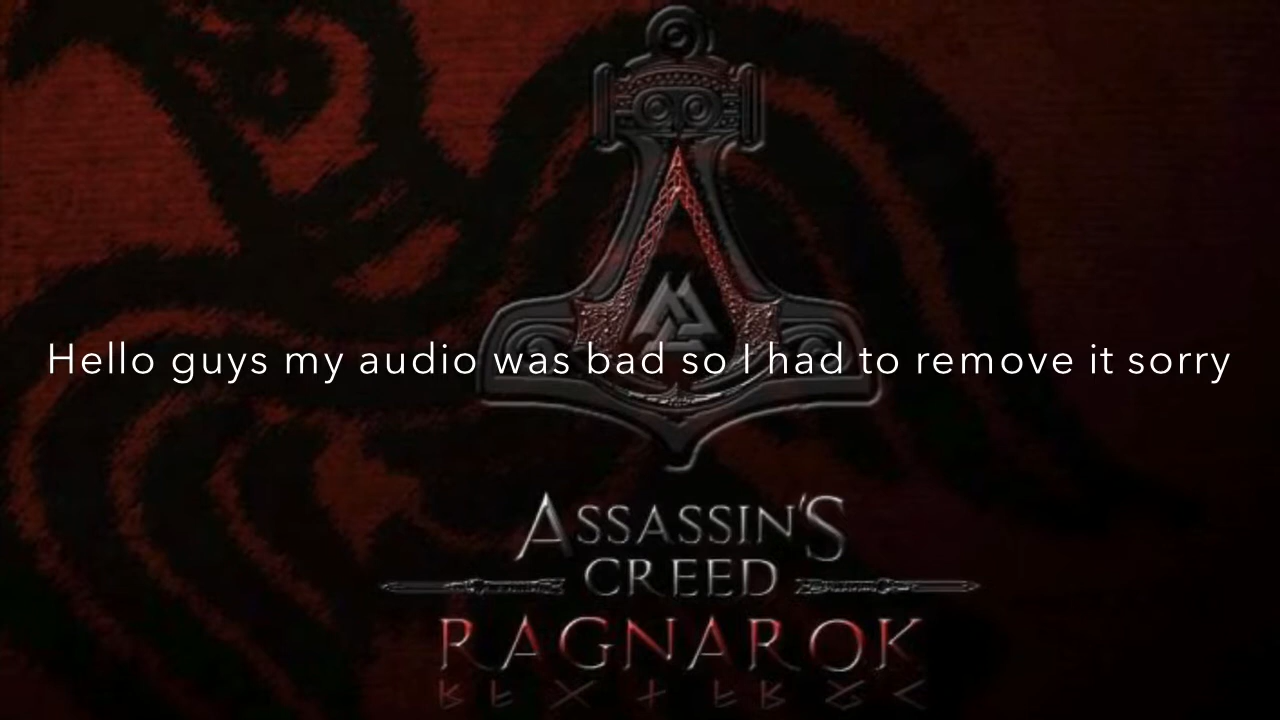 Hello guys my audio was bad so I had to remove it sorry
ASSASSIN'S
CREED
RAGNAROK